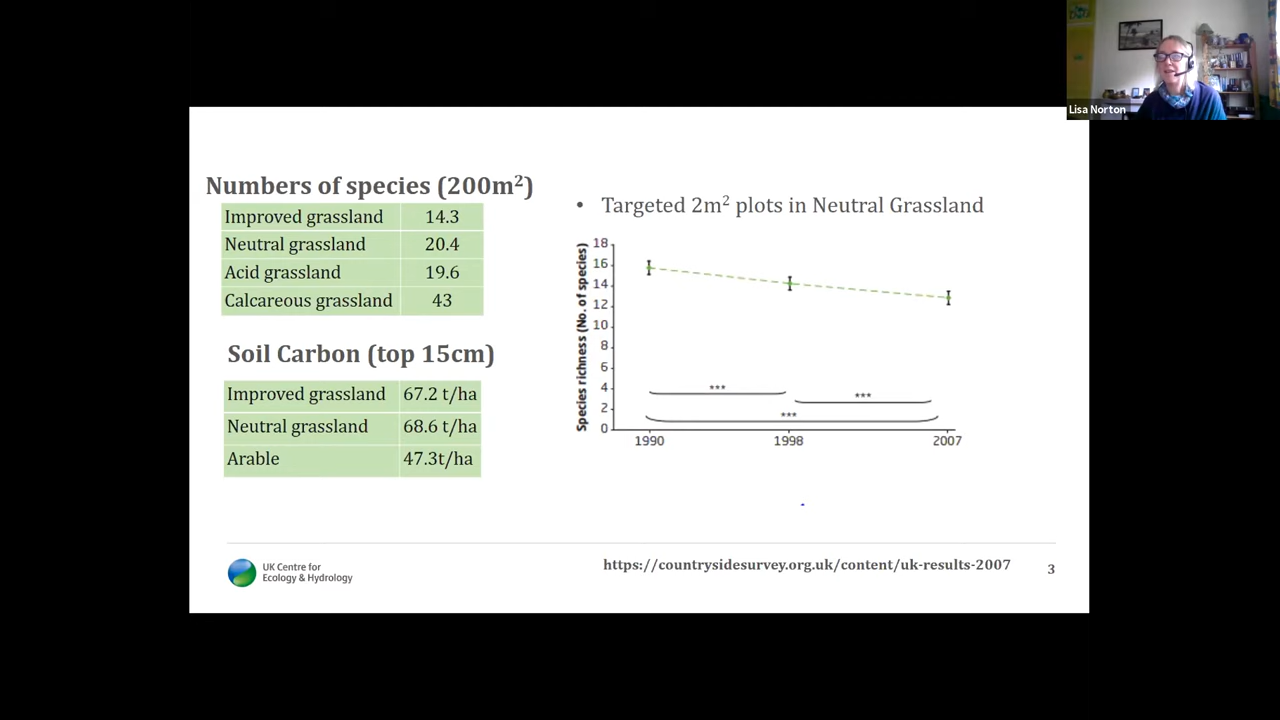 Lisa Norton
Numbers of species (200m²)
Improved grassland 14.3
Neutral grassland 20.4
Acid grassland 19.6
Calcareous grassland 43
Soil Carbon (top 15cm)
Improved grassland 67.2 t/ha
Neutral grassland 68.6 t/ha
Arable 47.3t/ha
• Targeted 2m² plots in Neutral Grassland
Species richness (No. of species)
18
16
14
12
10
8
6
4
2
0
***
***
***
1990 1998 2007
UK Centre for
Ecology & Hydrology
https://countrysidesurvey.org.uk/content/uk-results-2007
3